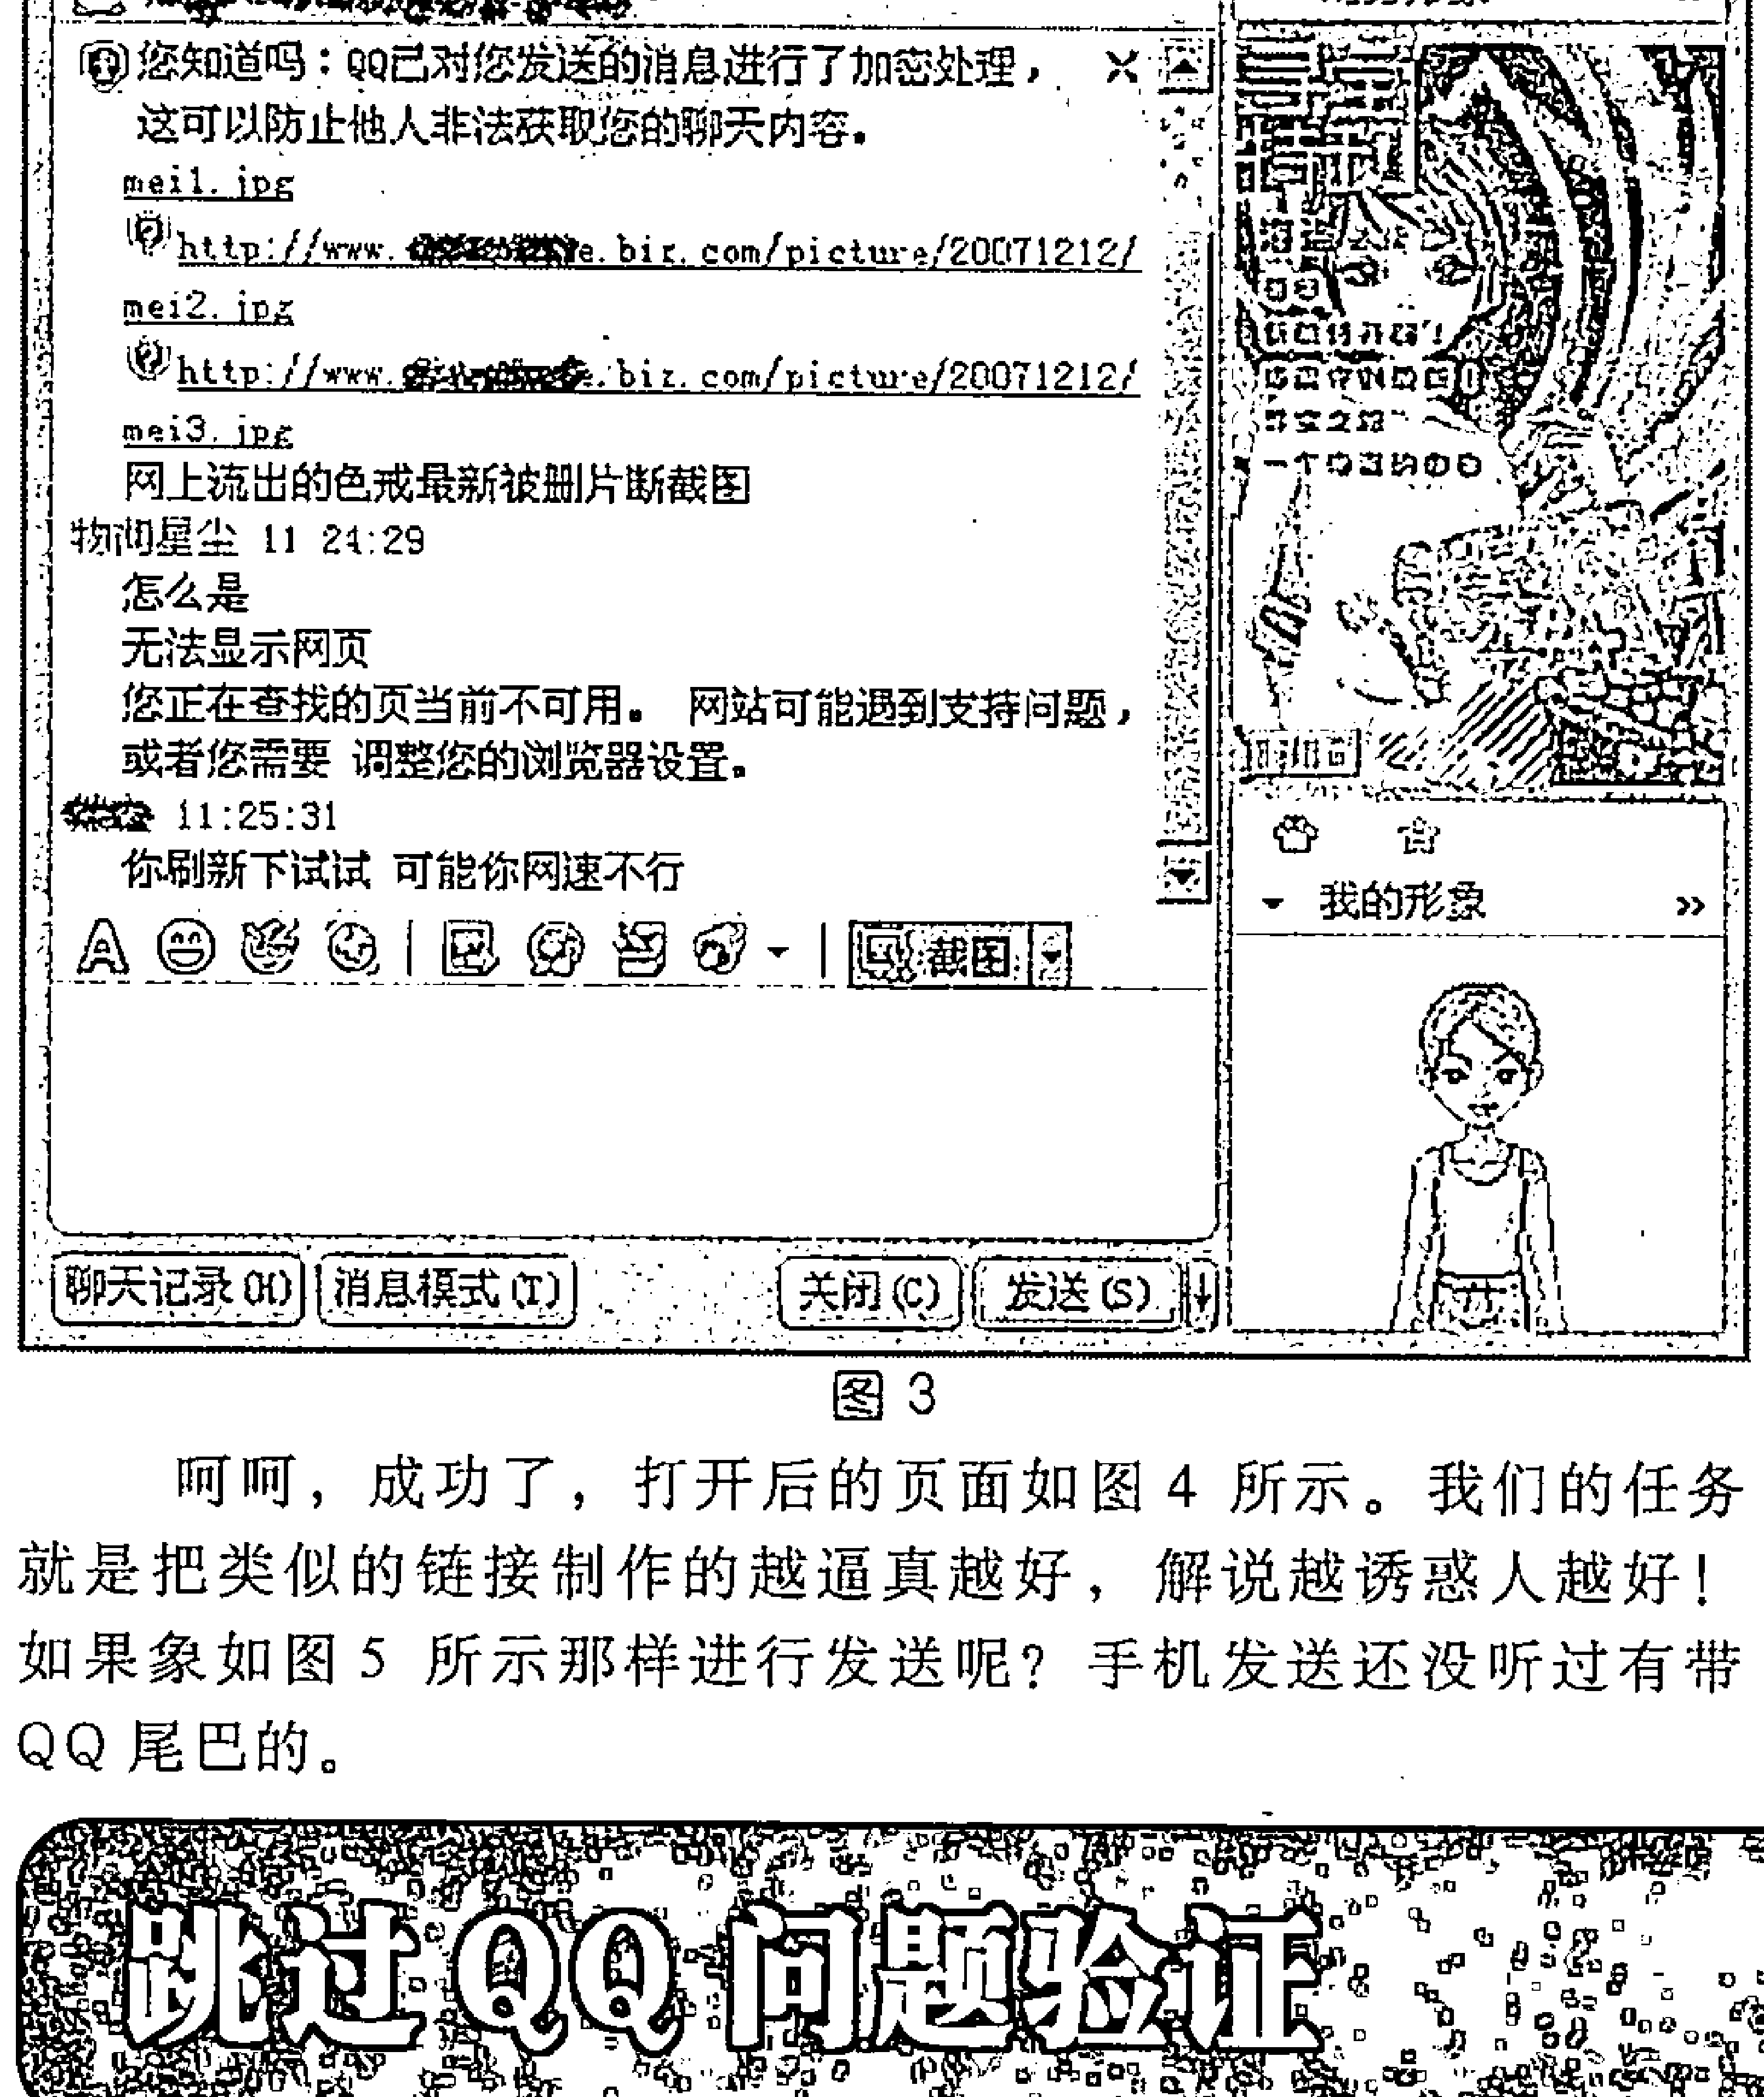 您知道吗：QQ已对您发送的消息进行了加密处理，
这可以防止他人非法获取您的聊天内容。
mei1.jpg
http://www.e.biz.com/picture/20071212/
mei2.jpg
http://www.e.biz.com/picture/20071212/
mei3.jpg
网上流出的色戒最新被删片断截图
星尘 11 24:29
怎么是
无法显示网页
您正在查找的页当前不可用。 网站可能遇到支持问题，
或者您需要 调整您的浏览器设置。
11:25:31
你刷新下试试 可能你网速不行
截图
我的形象 »
聊天记录(H) 消息模式(T) 关闭(C) 发送(S)
图 3
呵呵，成功了，打开后的页面如图 4 所示。我们的任务
就是把类似的链接制作的越逼真越好，解说越诱惑人越好！
如果象如图 5 所示那样进行发送呢？手机发送还没听过有带
QQ 尾巴的。
跳过 QQ 问题验证